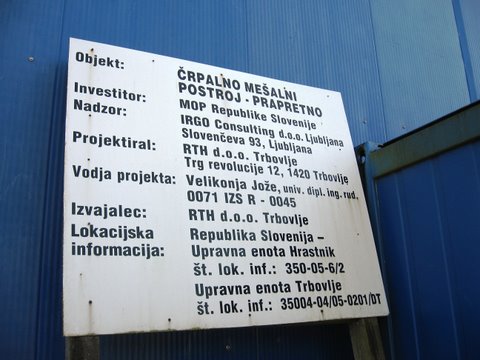 Objekt: ČRPALNO MEŠALNI
POSTROJ - PRAPRETNO
Investitor: MOP Republike Slovenije
Nadzor: IRGO Consulting d.o.o. Ljubljana
Slovenčeva 93, Ljubljana
Projektiral: RTH d.o.o. Trbovlje
Trg revolucije 12, 1420 Trbovlje
Vodja projekta: Velikonja Jože, univ. dipl. ing. rud.
0071 IZS R - 0045
Izvajalec: RTH d.o.o. Trbovlje
Lokacijska Republika Slovenija –
informacija: Upravna enota Hrastnik
št. lok. inf.: 350-05-6/2
Upravna enota Trbovlje
št. lok. inf.: 35004-04/05-0201/DT